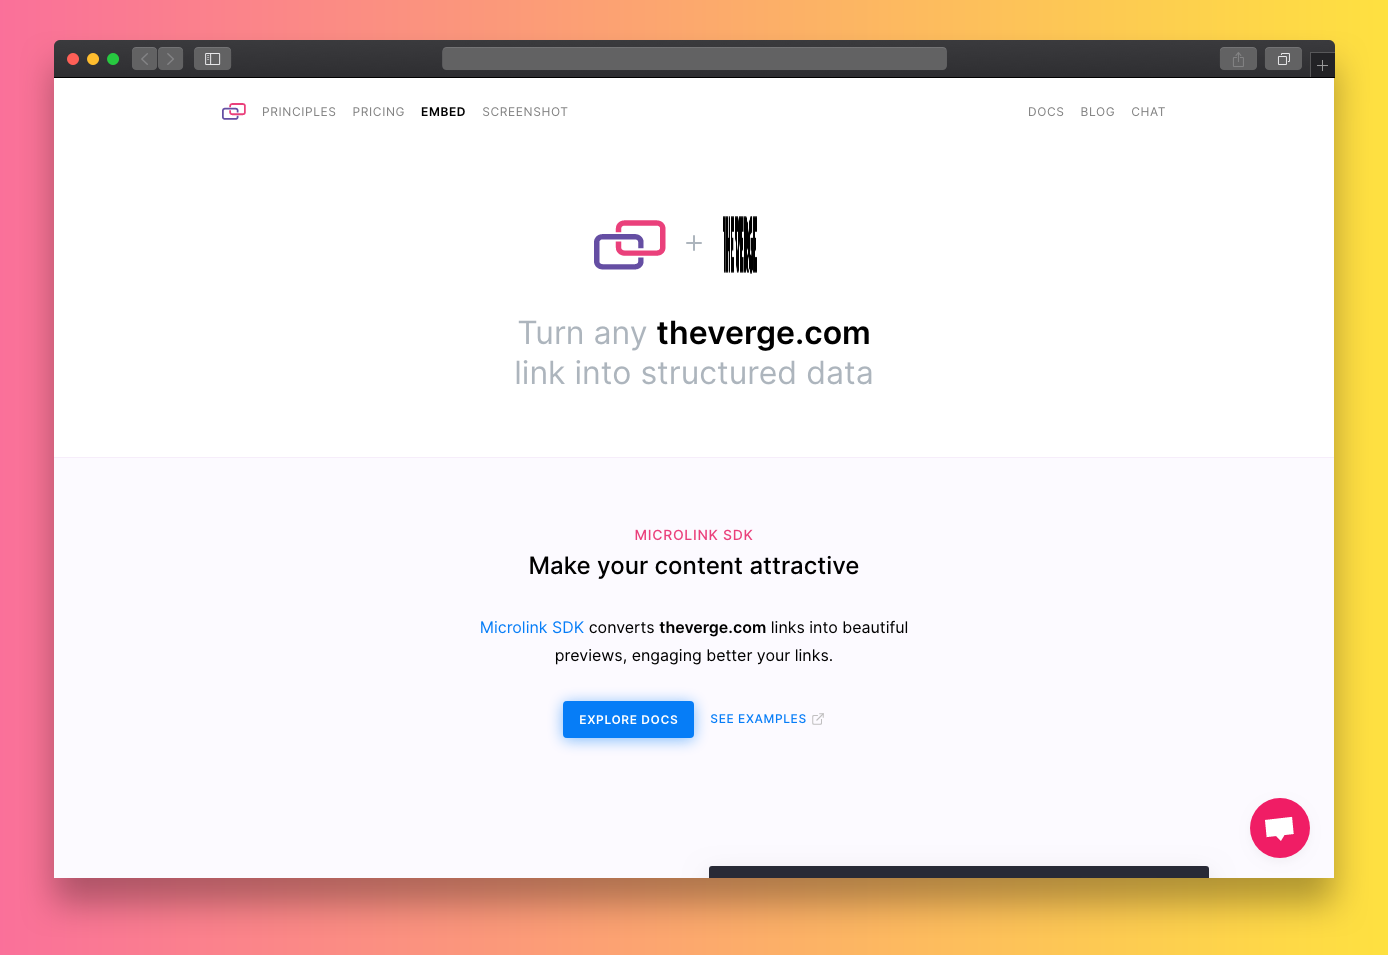 PRINCIPLES PRICING EMBED SCREENSHOT DOCS BLOG CHAT
THE VERGE
Turn any theverge.com
link into structured data
MICROLINK SDK
Make your content attractive
Microlink SDK converts theverge.com links into beautiful
previews, engaging better your links.
EXPLORE DOCS SEE EXAMPLES